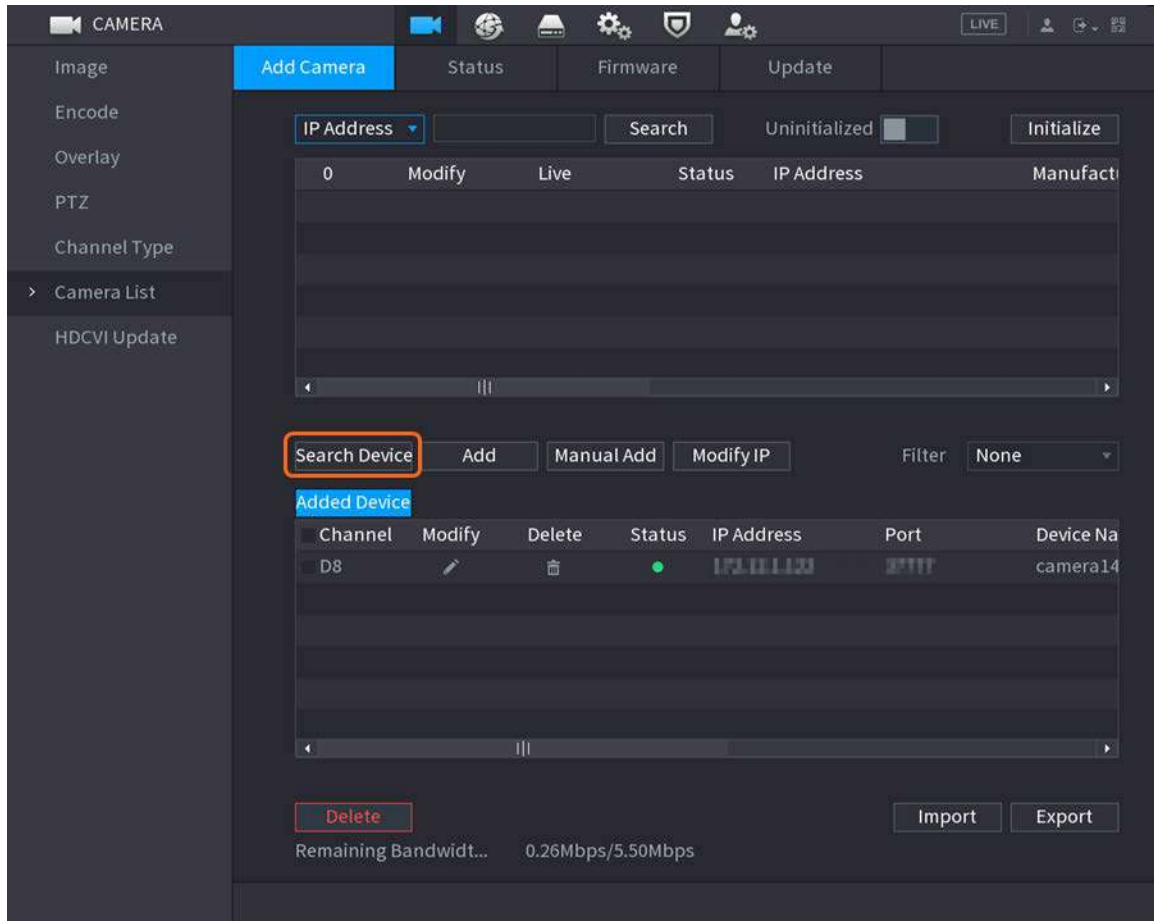 CAMERA LIVE
Image
Encode
Overlay
PTZ
Channel Type
> Camera List
HDCVI Update
Add Camera Status Firmware Update
IP Address Search Uninitialized Initialize
0 Modify Live Status IP Address Manufactu
Search Device Add Manual Add Modify IP Filter None
Added Device
Channel Modify Delete Status IP Address Port Device Na
D8 camera14
Delete Import Export
Remaining Bandwidt... 0.26Mbps/5.50Mbps